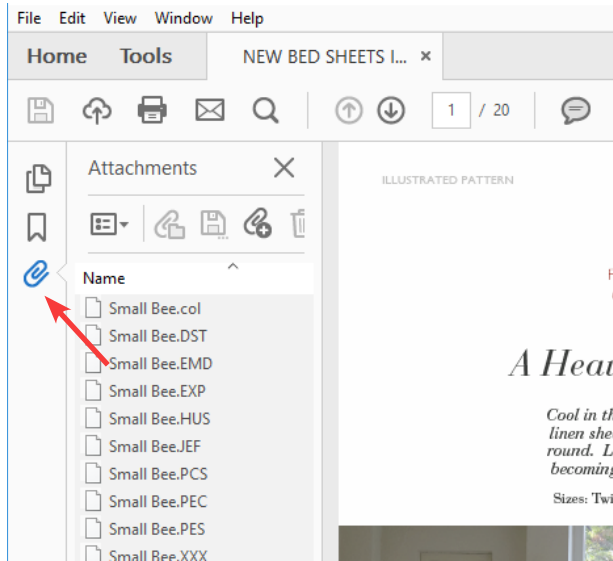 File Edit View Window Help
Home Tools NEW BED SHEETS I... ×
1 / 20
Attachments
Name
Small Bee.col
Small Bee.DST
Small Bee.EMD
Small Bee.EXP
Small Bee.HUS
Small Bee.JEF
Small Bee.PCS
Small Bee.PEC
Small Bee.PES
Small Bee.XXX
ILLUSTRATED PATTERN
A Hea
Cool in th
linen she
round. L
becoming
Sizes: Twi